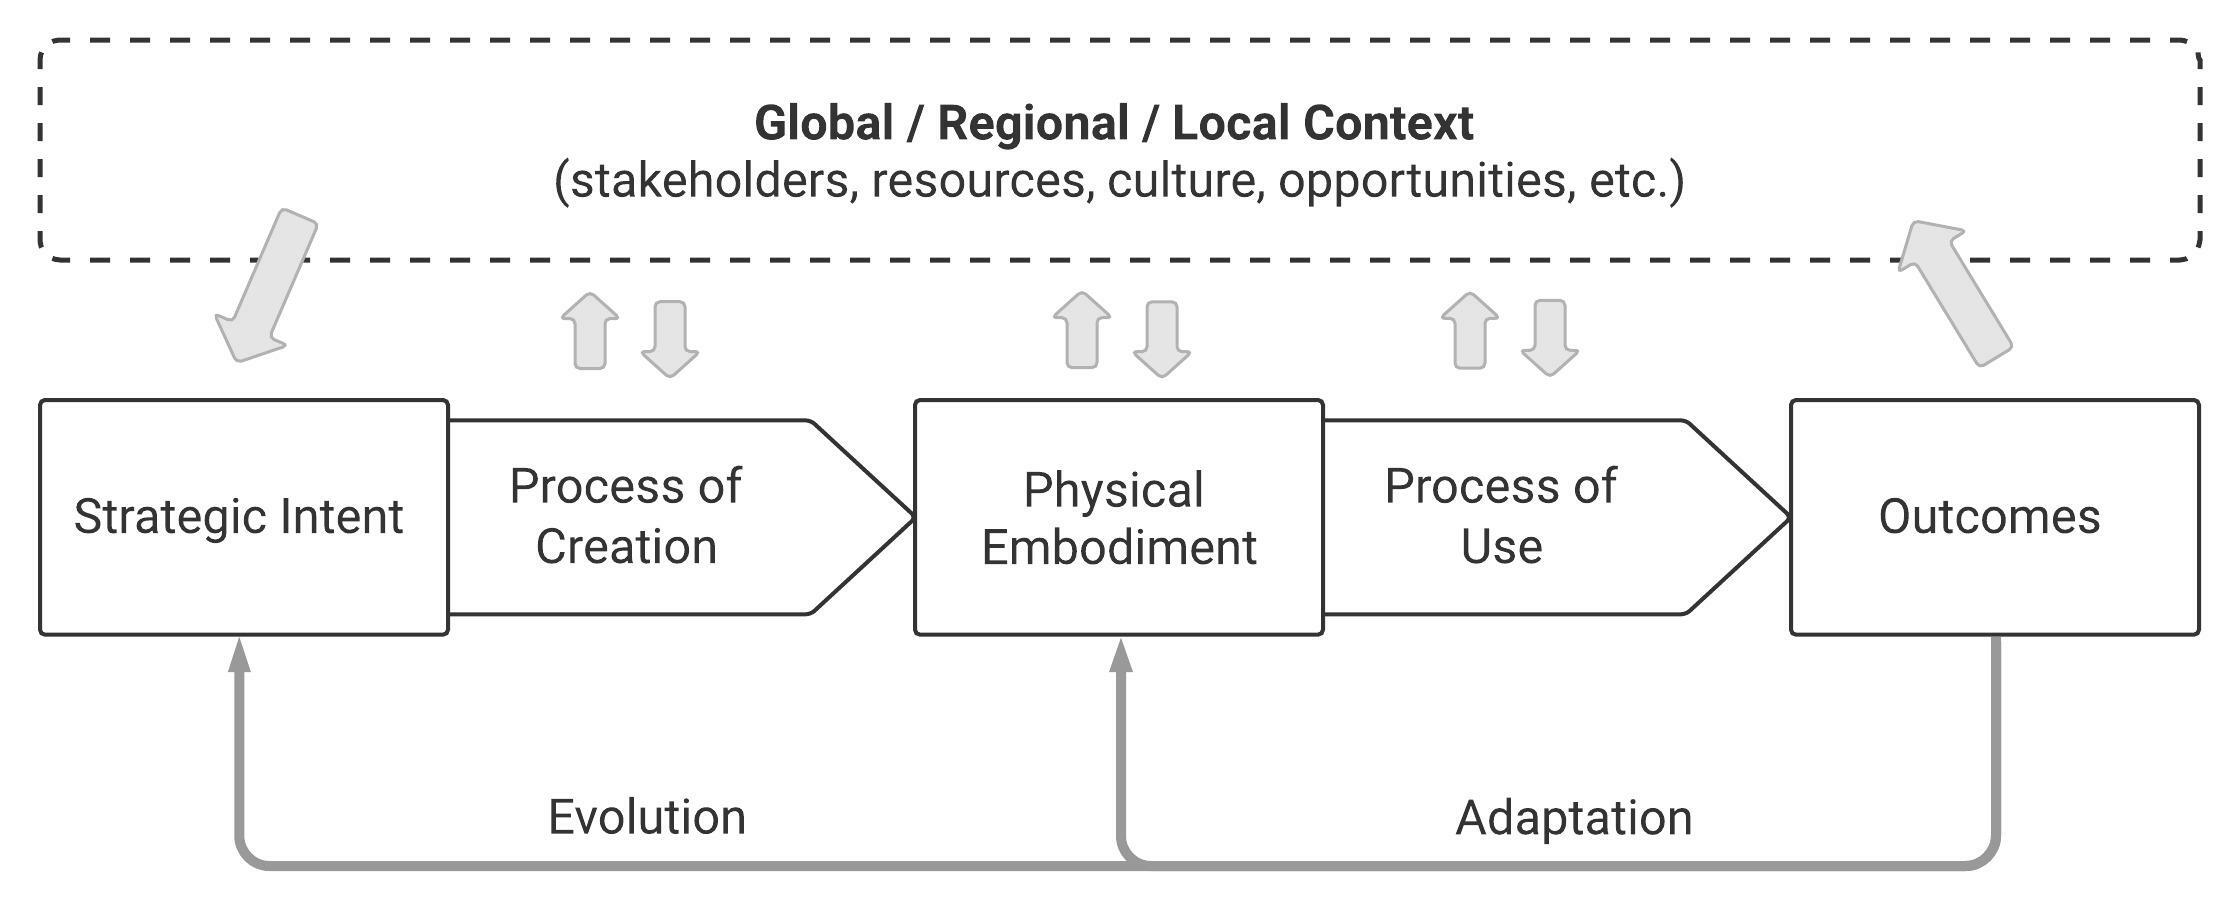 Global / Regional / Local Context
(stakeholders, resources, culture, opportunities, etc.)
Strategic Intent
Process of
Creation
Physical
Embodiment
Process of
Use
Outcomes
Evolution
Adaptation